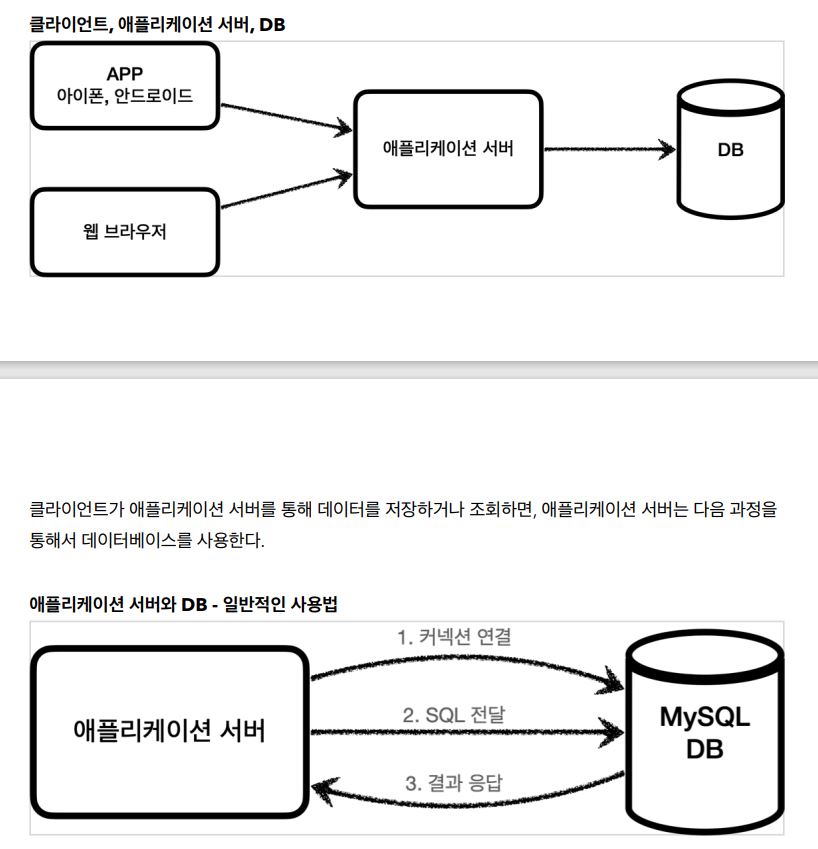 클라이언트, 애플리케이션 서버, DB
APP
아이폰, 안드로이드
웹 브라우저
애플리케이션 서버
DB
클라이언트가 애플리케이션 서버를 통해 데이터를 저장하거나 조회하면, 애플리케이션 서버는 다음 과정을
통해서 데이터베이스를 사용한다.
애플리케이션 서버와 DB - 일반적인 사용법
애플리케이션 서버
1. 커넥션 연결
2. SQL 전달
3. 결과 응답
MySQL
DB